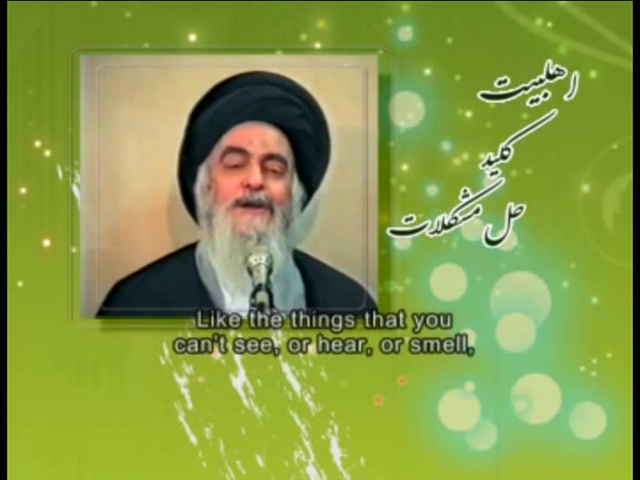 اهلبیت
کلید
حل مشکلات
Like the things that you
can't see, or hear, or smell,